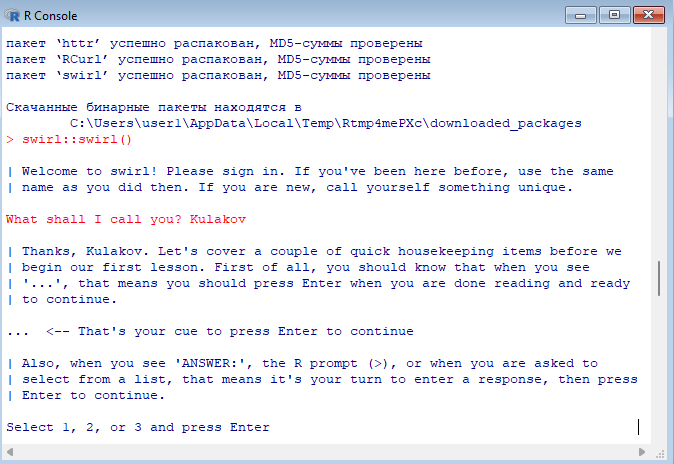 R Console
пакет ‘httr’ успешно распакован, MD5-суммы проверены
пакет ‘RCurl’ успешно распакован, MD5-суммы проверены
пакет ‘swirl’ успешно распакован, MD5-суммы проверены
Скачанные бинарные пакеты находятся в
C:\Users\user1\AppData\Local\Temp\Rtmp4mePXc\downloaded_packages
> swirl::swirl()
| Welcome to swirl! Please sign in. If you've been here before, use the same
| name as you did then. If you are new, call yourself something unique.
What shall I call you? Kulakov
| Thanks, Kulakov. Let's cover a couple of quick housekeeping items before we
| begin our first lesson. First of all, you should know that when you see
| '...', that means you should press Enter when you are done reading and ready
| to continue.
...  <-- That's your cue to press Enter to continue
| Also, when you see 'ANSWER:', the R prompt (>), or when you are asked to
| select from a list, that means it's your turn to enter a response, then press
| Enter to continue.
Select 1, 2, or 3 and press Enter